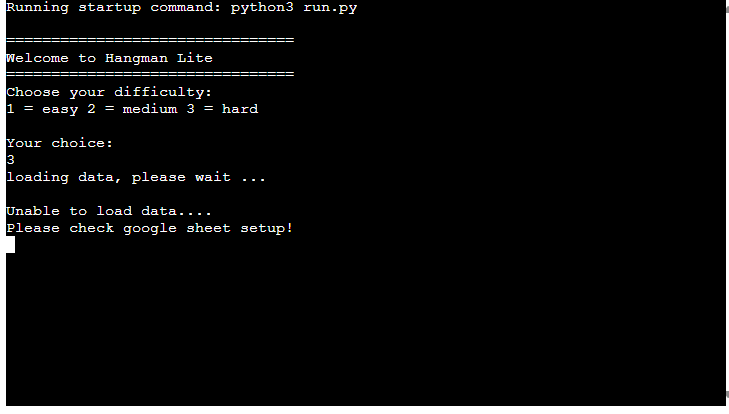 Running startup command: python3 run.py
================================
Welcome to Hangman Lite
================================
Choose your difficulty:
1 = easy 2 = medium 3 = hard
Your choice:
3
loading data, please wait ...
Unable to load data....
Please check google sheet setup!